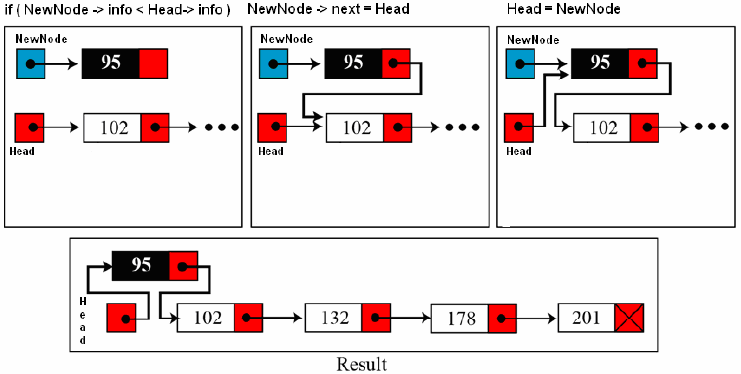 if ( NewNode -> info < Head-> info )
NewNode -> next = Head
Head = NewNode
NewNode
95
102
Head
NewNode
95
102
Head
NewNode
95
102
Head
95
Head
102
132
178
201
Result